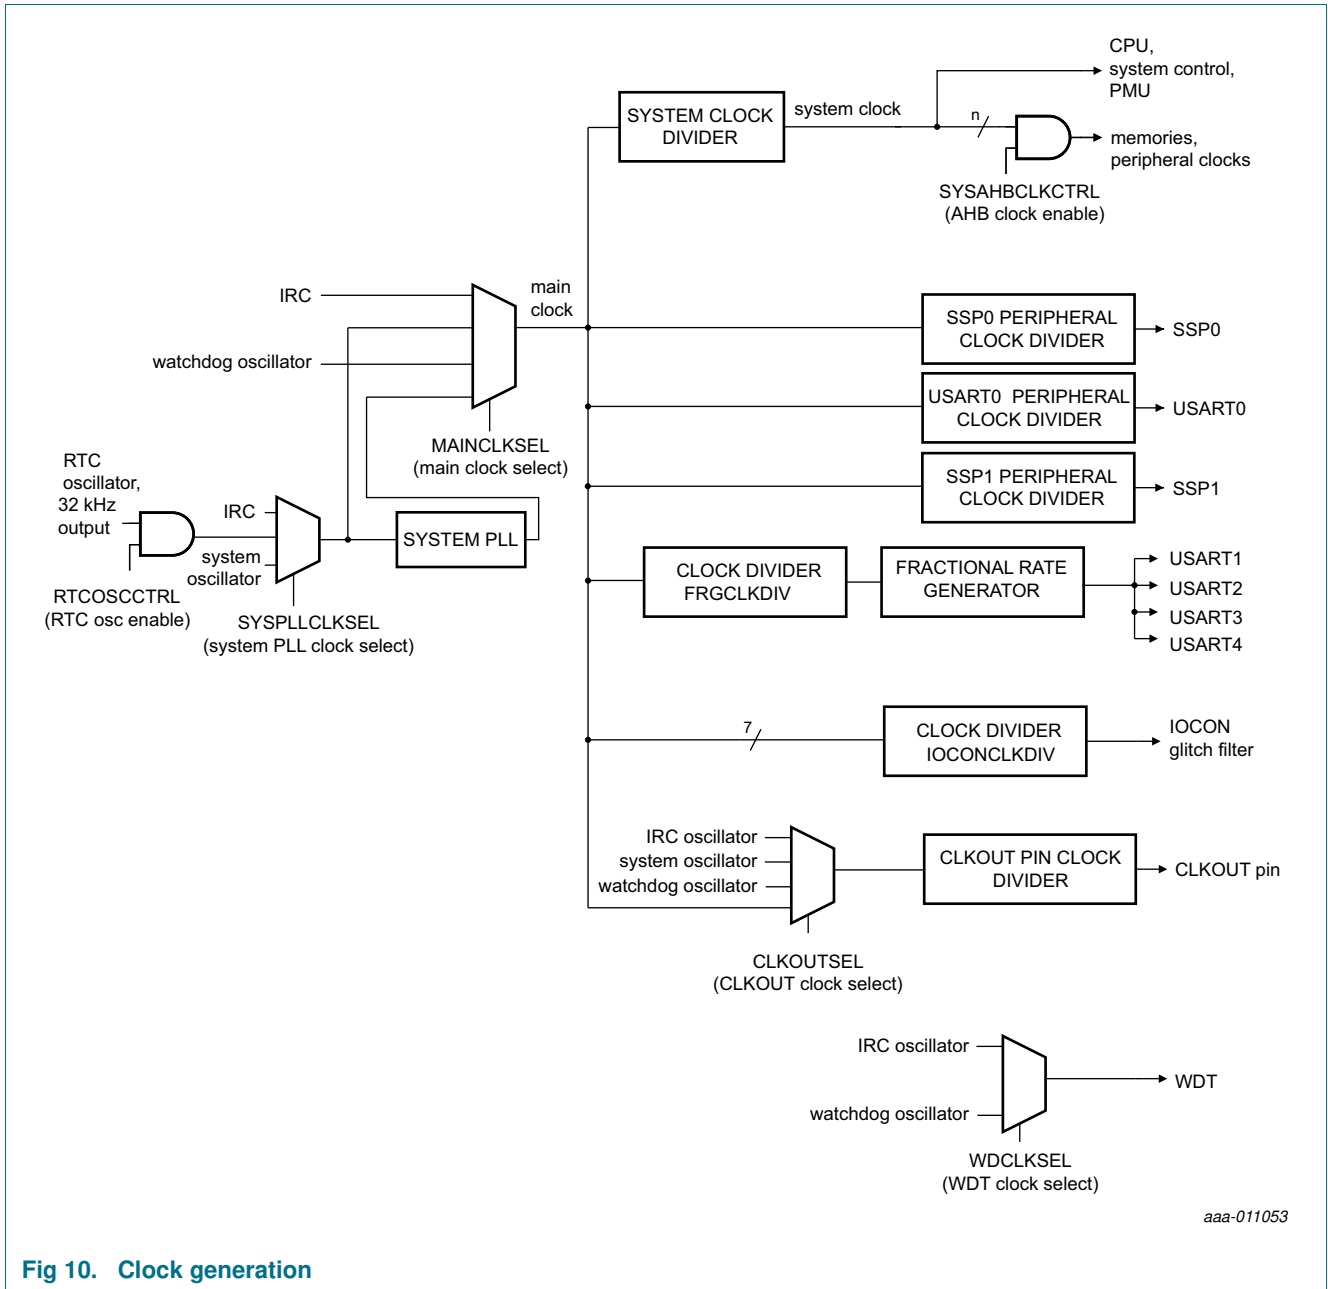 CPU,
system control,
PMU
SYSTEM CLOCK
DIVIDER
system clock
n
memories,
peripheral clocks
SYSAHBCLKCTRL
(AHB clock enable)
IRC
main
clock
watchdog oscillator
MAINCLKSEL
(main clock select)
SSP0 PERIPHERAL
CLOCK DIVIDER
SSP0
USART0 PERIPHERAL
CLOCK DIVIDER
USART0
SSP1 PERIPHERAL
CLOCK DIVIDER
SSP1
RTC
oscillator,
32 kHz
output
RTCOSCCTRL
(RTC osc enable)
IRC
system
oscillator
SYSPLLCLKSEL
(system PLL clock select)
SYSTEM PLL
CLOCK DIVIDER
FRGCLKDIV
FRACTIONAL RATE
GENERATOR
USART1
USART2
USART3
USART4
7
CLOCK DIVIDER
IOCONCLKDIV
IOCON
glitch filter
IRC oscillator
system oscillator
watchdog oscillator
CLKOUTSEL
(CLKOUT clock select)
CLKOUT PIN CLOCK
DIVIDER
CLKOUT pin
IRC oscillator
watchdog oscillator
WDT
WDCLKSEL
(WDT clock select)
aaa-011053
Fig 10. Clock generation